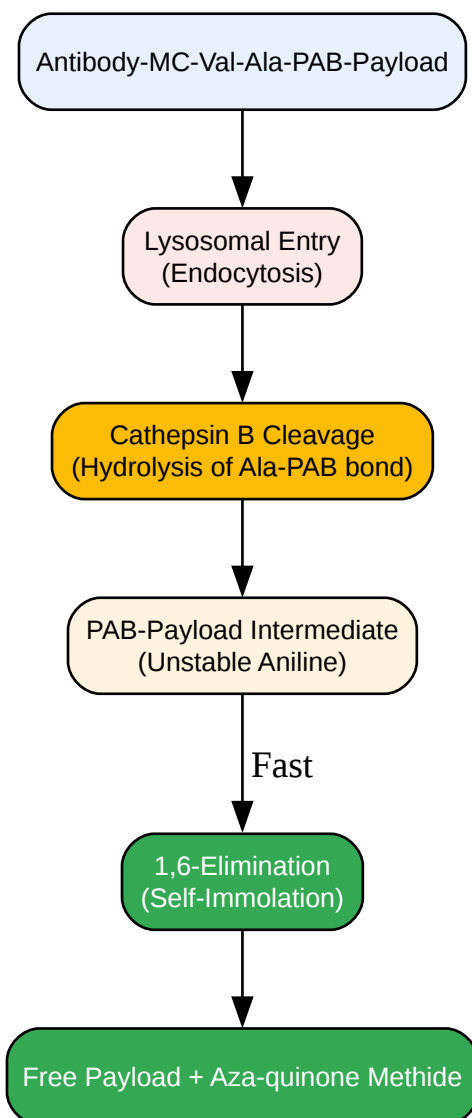 Antibody-MC-Val-Ala-PAB-Payload
Lysosomal Entry
(Endocytosis)
Cathepsin B Cleavage
(Hydrolysis of Ala-PAB bond)
PAB-Payload Intermediate
(Unstable Aniline)
Fast
1,6-Elimination
(Self-Immolation)
Free Payload + Aza-quinone Methide